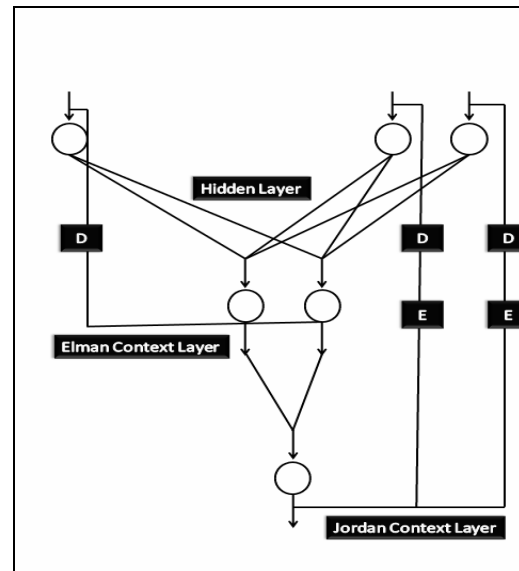 Hidden Layer
D
D
D
E
E
Elman Context Layer
Jordan Context Layer